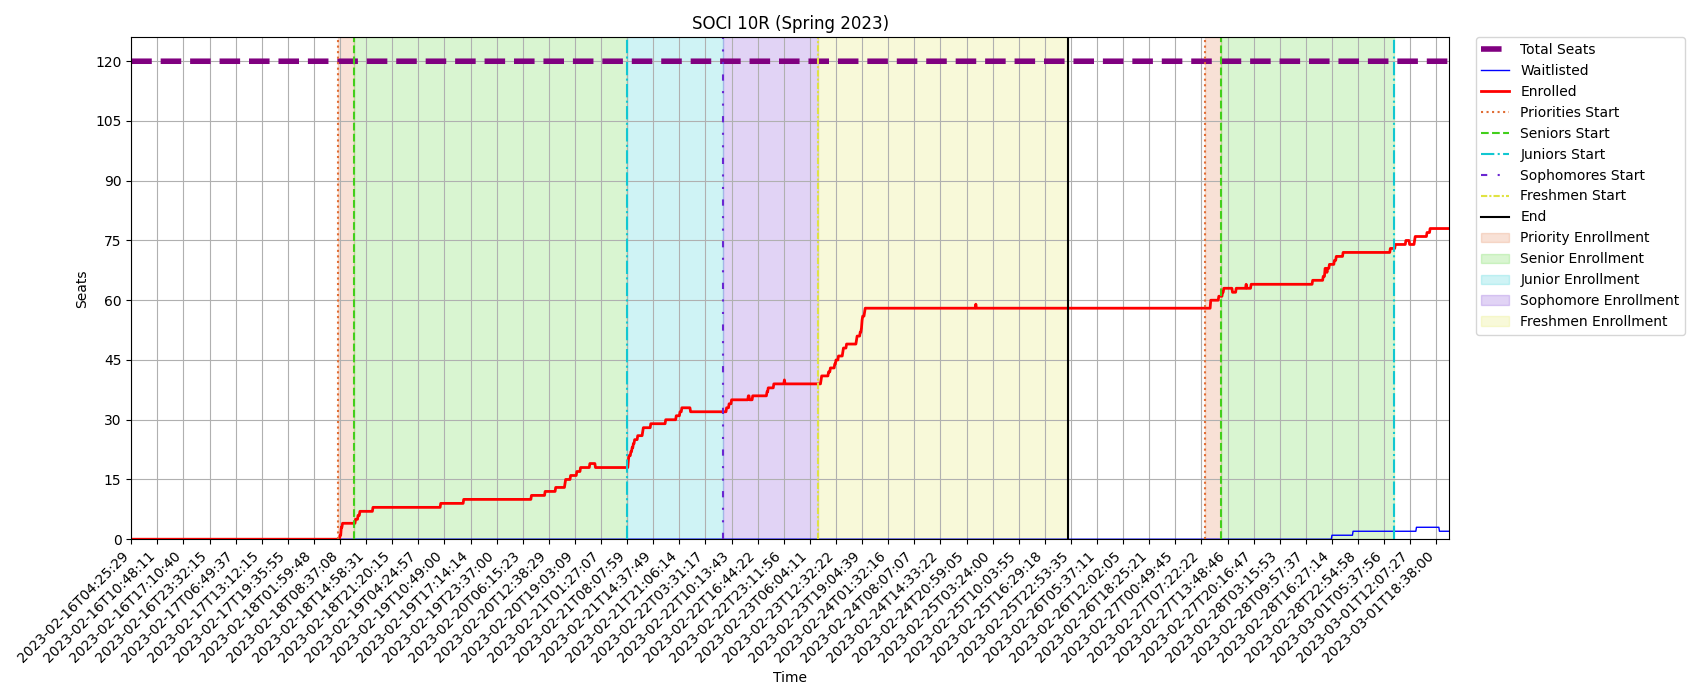 SOCI 10R (Spring 2023)
Seats
120
105
90
75
60
45
30
15
0
2023-02-16T04:25:29
2023-02-16T10:48:11
2023-02-16T17:10:40
2023-02-16T23:32:15
2023-02-17T06:49:37
2023-02-17T13:12:15
2023-02-17T19:35:53
2023-02-18T01:59:48
2023-02-18T08:37:08
2023-02-18T14:58:31
2023-02-18T21:20:15
2023-02-19T04:24:57
2023-02-19T10:49:00
2023-02-19T17:14:14
2023-02-19T23:37:00
2023-02-20T06:15:23
2023-02-20T12:38:29
2023-02-20T19:03:09
2023-02-21T01:27:07
2023-02-21T08:07:59
2023-02-21T14:37:49
2023-02-21T21:06:14
2023-02-22T03:31:17
2023-02-22T10:13:43
2023-02-22T16:44:22
2023-02-22T23:11:56
2023-02-23T06:04:11
2023-02-23T12:32:22
2023-02-23T19:04:39
2023-02-24T01:32:16
2023-02-24T08:07:07
2023-02-24T14:33:22
2023-02-24T20:59:05
2023-02-25T03:24:00
2023-02-25T10:03:55
2023-02-25T16:29:18
2023-02-25T22:53:35
2023-02-26T05:37:11
2023-02-26T12:02:05
2023-02-26T18:25:21
2023-02-27T00:49:45
2023-02-27T07:22:22
2023-02-27T13:48:46
2023-02-27T20:16:47
2023-02-28T03:15:53
2023-02-28T09:57:37
2023-02-28T16:27:14
2023-02-28T22:54:58
2023-03-01T05:37:56
2023-03-01T12:07:27
2023-03-01T18:38:00
Time
Total Seats
Waitlisted
Enrolled
Priorities Start
Seniors Start
Juniors Start
Sophomores Start
Freshmen Start
End
Priority Enrollment
Senior Enrollment
Junior Enrollment
Sophomore Enrollment
Freshmen Enrollment